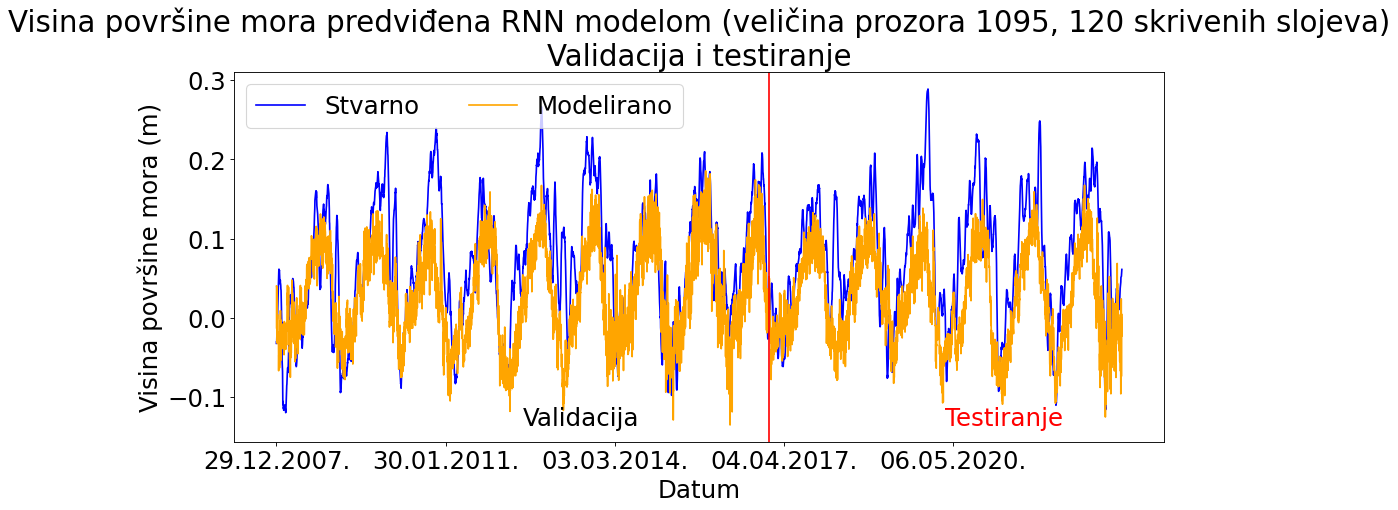 Visina površine mora predviđena RNN modelom (veličina prozora 1095, 120 skrivenih slojeva)
Validacija i testiranje
Stvarno Modelirano
Visina površine mora (m)
0.3
0.2
0.1
0.0
−0.1
Validacija
Testiranje
29.12.2007. 30.01.2011. 03.03.2014. 04.04.2017. 06.05.2020.
Datum